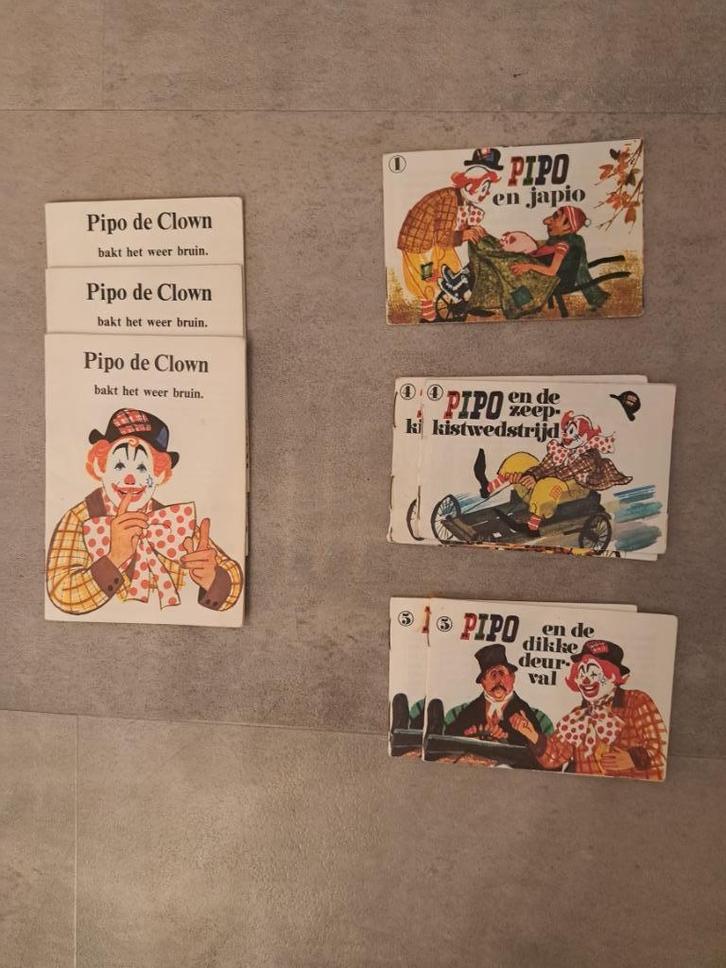 Pipo de Clown
bakt het weer bruin.
Pipo de Clown
bakt het weer bruin.
Pipo de Clown
bakt het weer bruin.
1
PIPO
en japio
4
ki
4
PIPO en de
zeep-
kistwedstrijd
5
5
PIPO en de
dikke
deur-
val